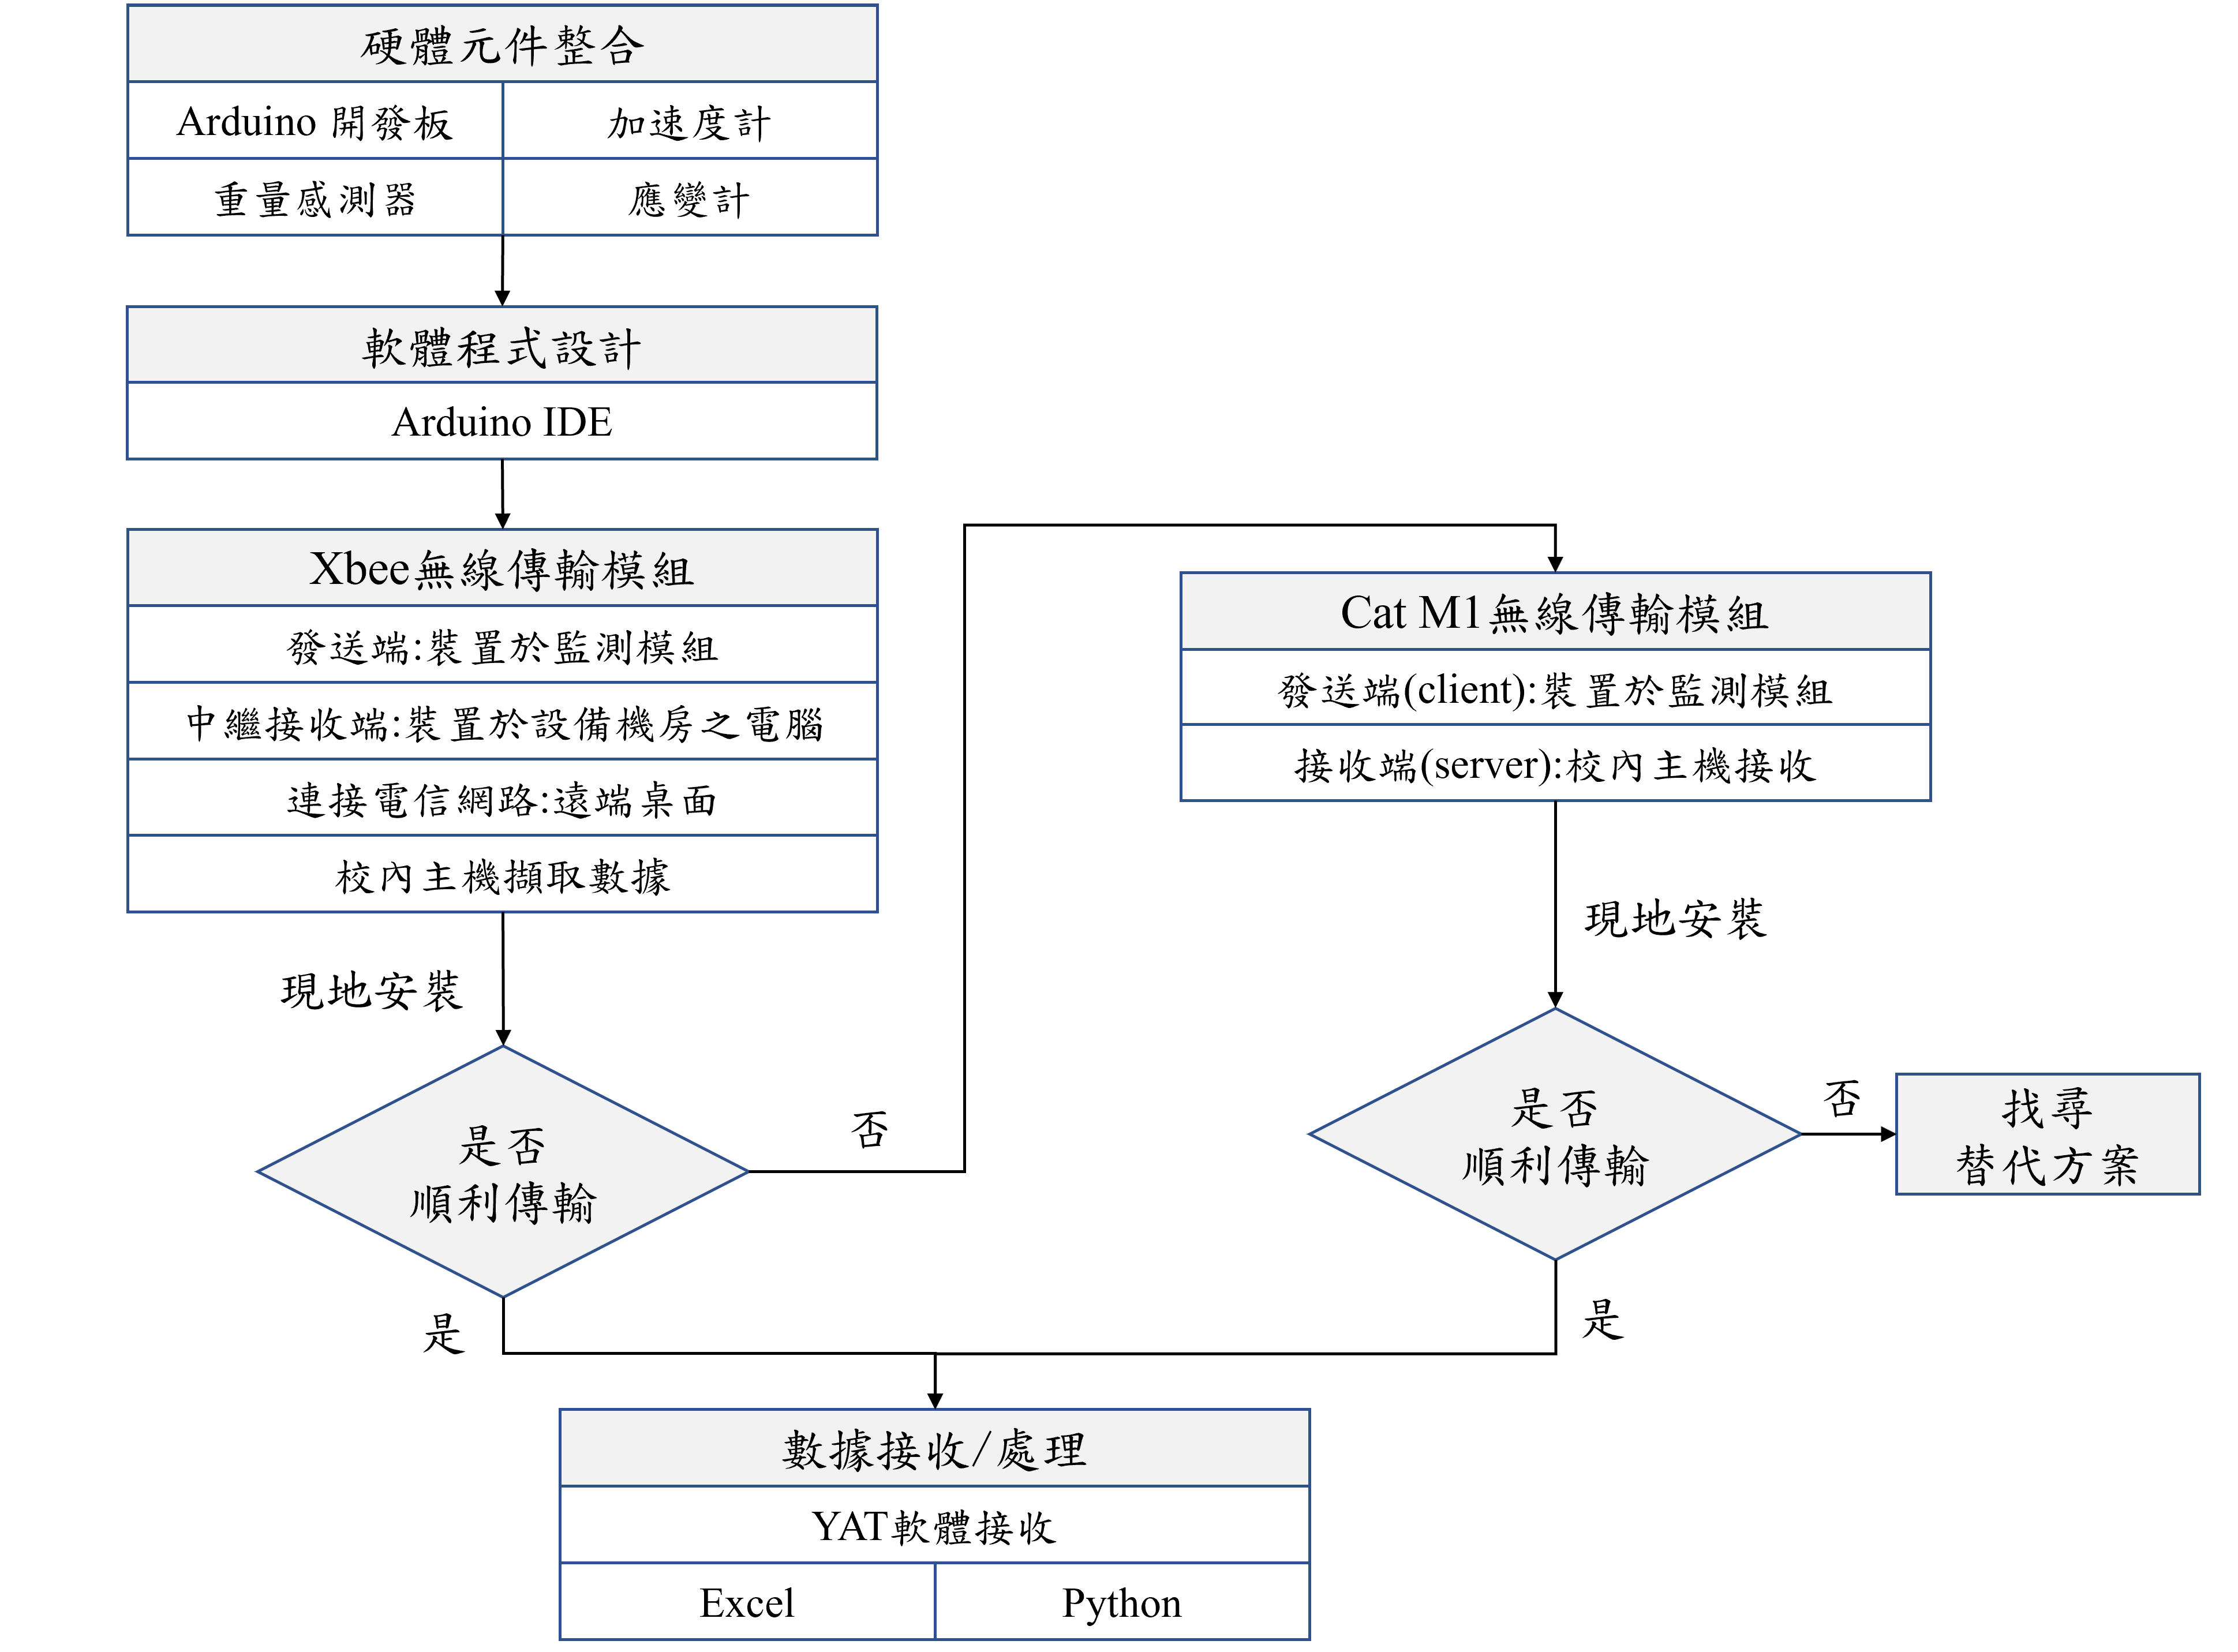 硬體元件整合
Arduino 開發板
加速度計
重量感測器
應變計
軟體程式設計
Arduino IDE
Xbee無線傳輸模組
發送端:裝置於監測模組
中繼接收端:裝置於設備機房之電腦
連接電信網路:遠端桌面
校內主機擷取數據
現地安裝
是否
順利傳輸
否
是
Cat M1無線傳輸模組
發送端(client):裝置於監測模組
接收端(server):校內主機接收
現地安裝
是否
順利傳輸
否
找尋
替代方案
是
數據接收/處理
YAT軟體接收
Excel
Python